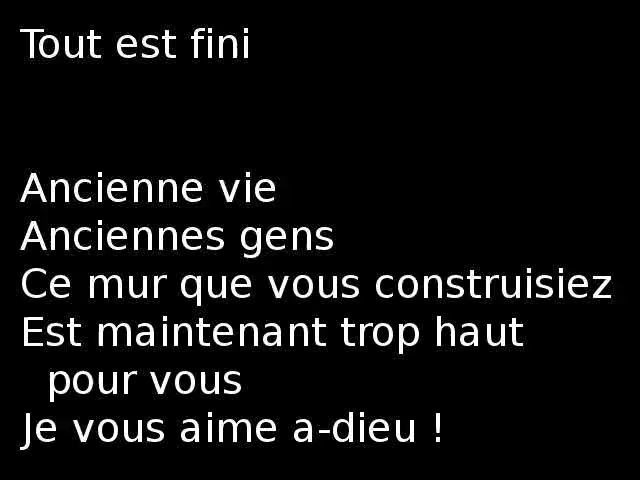 Tout est fini
Ancienne vie
Anciennes gens
Ce mur que vous construisiez
Est maintenant trop haut
pour vous
Je vous aime a-dieu !